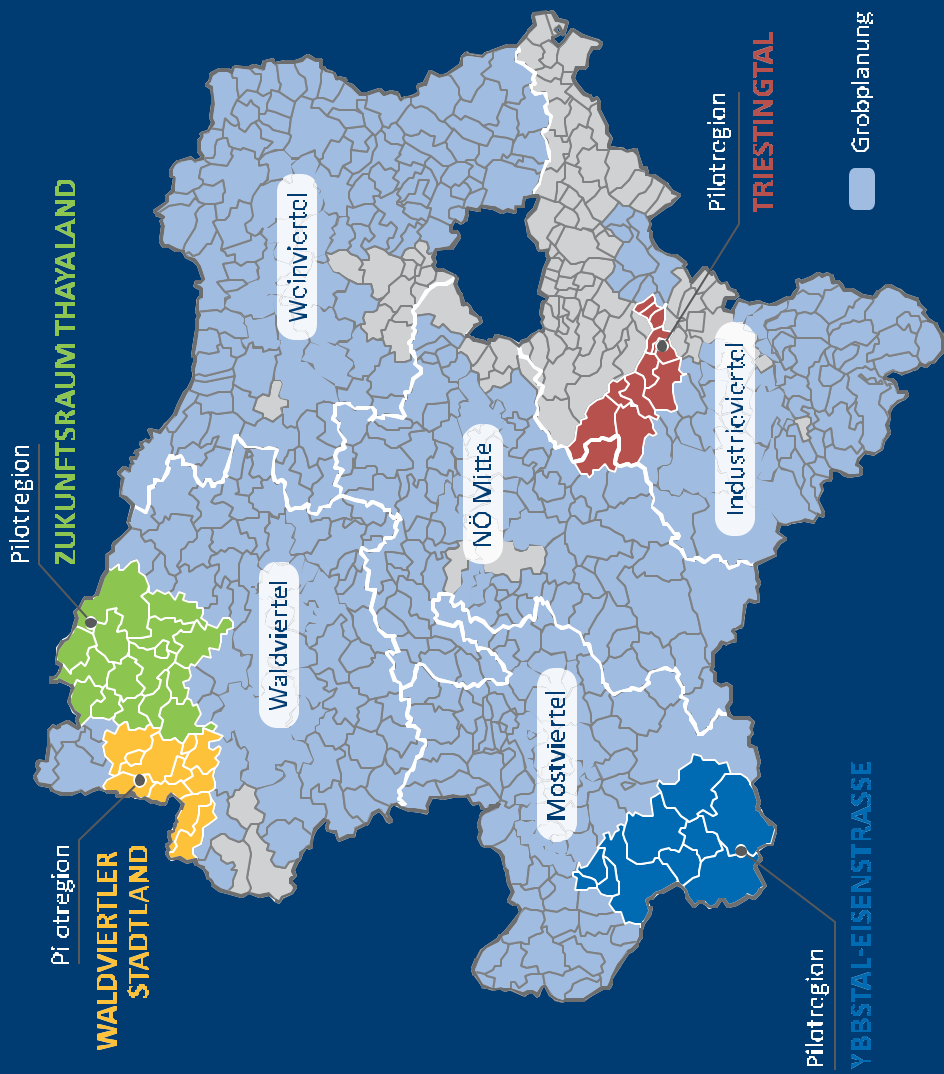 Pilotregion
ZUKUNFTSRAUM THAYALAND
Pilotregion
WALDVIERTLER
STADTLAND
Waldviertel
Weinviertel
NÖ Mitte
Mostviertel
Industrieviertel
Pilotregion
TRIESTINGTAL
Pilotregion
YBBSTAL-EISENSTRASSE
Grobplanung